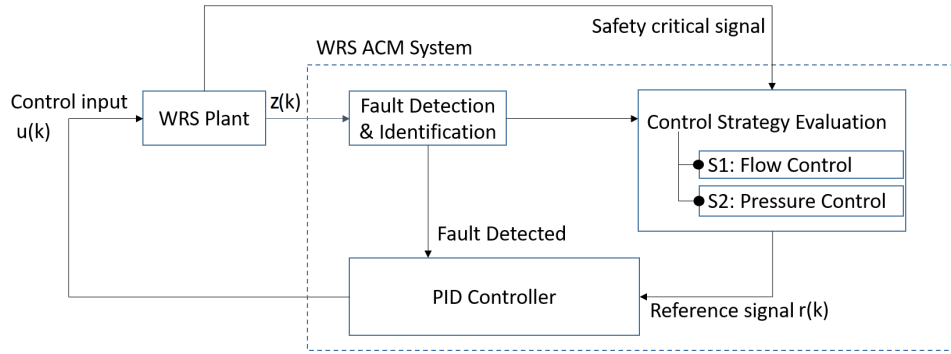 Safety critical signal
WRS ACM System
Control input
u(k)
WRS Plant
z(k)
Fault Detection
& Identification
Control Strategy Evaluation
S1: Flow Control
S2: Pressure Control
Fault Detected
PID Controller
Reference signal r(k)